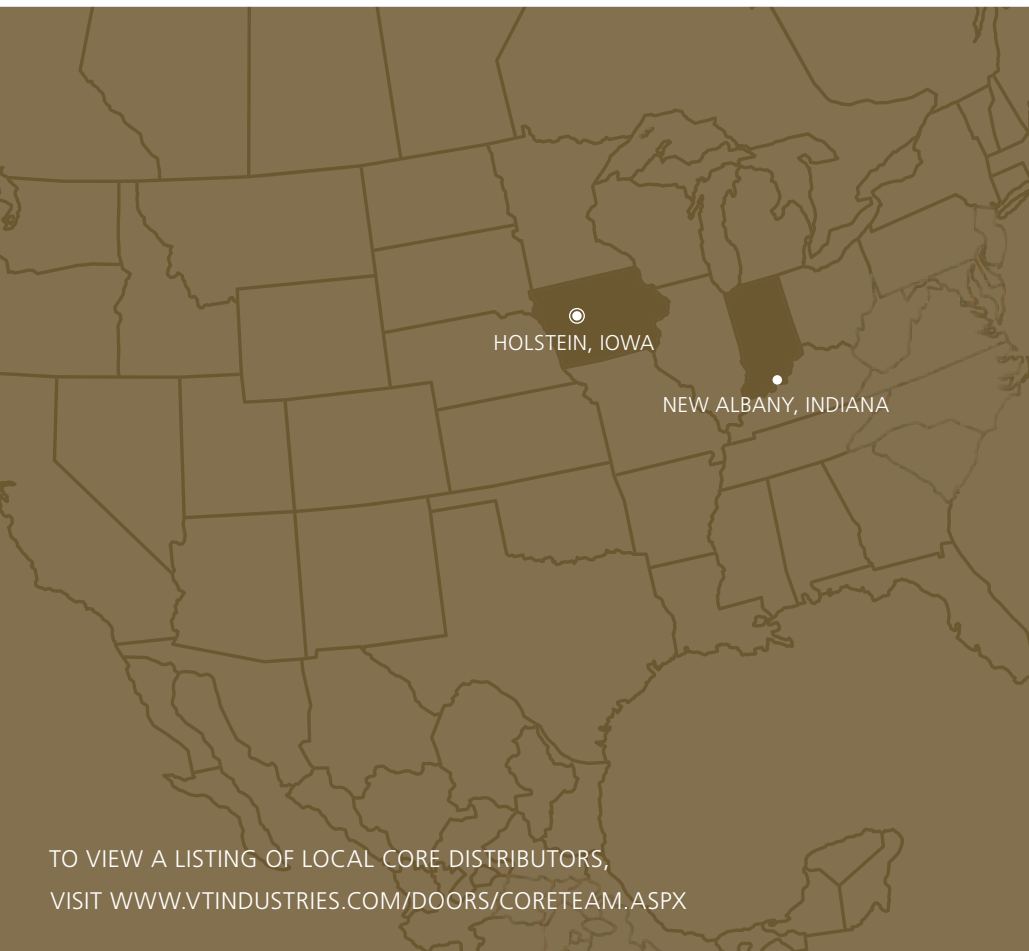 HOLSTEIN, IOWA
NEW ALBANY, INDIANA
TO VIEW A LISTING OF LOCAL CORE DISTRIBUTORS,
VISIT WWW.VTINDUSTRIES.COM/DOORS/CORETEAM.ASPX